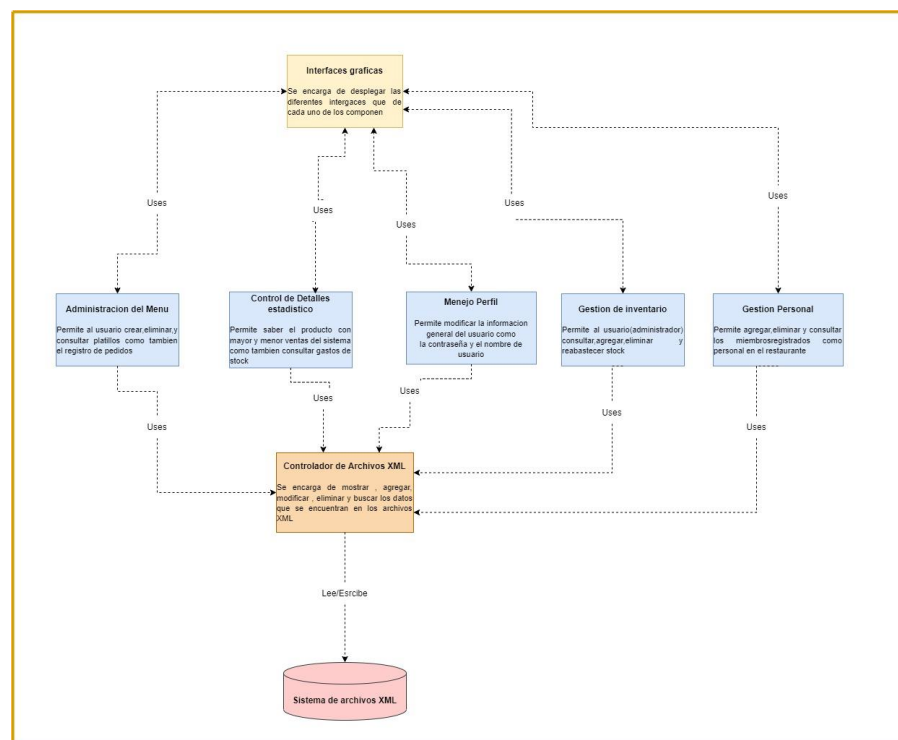 Interfaces graficas
Se encarga de desplegar las
diferentes intergaces que de
cada uno de los componen
Uses
Uses
Uses
Uses
Uses
Administracion del Menu
Permite al usuario crear,eliminar,y
consultar platillos como tambien
el registro de pedidos
Control de Detalles
estadistico
Permite saber el producto con
mayor y menor ventas del sistema
como tambien consultar gastos de
stock
Menejo Perfil
Permite modificar la informacion
general del usuario como
la contraseña y el nombre de
usuario
Gestion de inventario
Permite al usuario(administrador)
consultar,agregar,eliminar y
reabastecer stock
Gestion Personal
Permite agregar,eliminar y consultar
los miembrosregistrados como
personal en el restaurante
Uses
Uses
Uses
Uses
Uses
Controlador de Archivos XML
Se encarga de mostrar , agregar,
modificar , eliminar y buscar los datos
que se encuentran en los archivos
XML
Lee/Esrcibe
Sistema de archivos XML